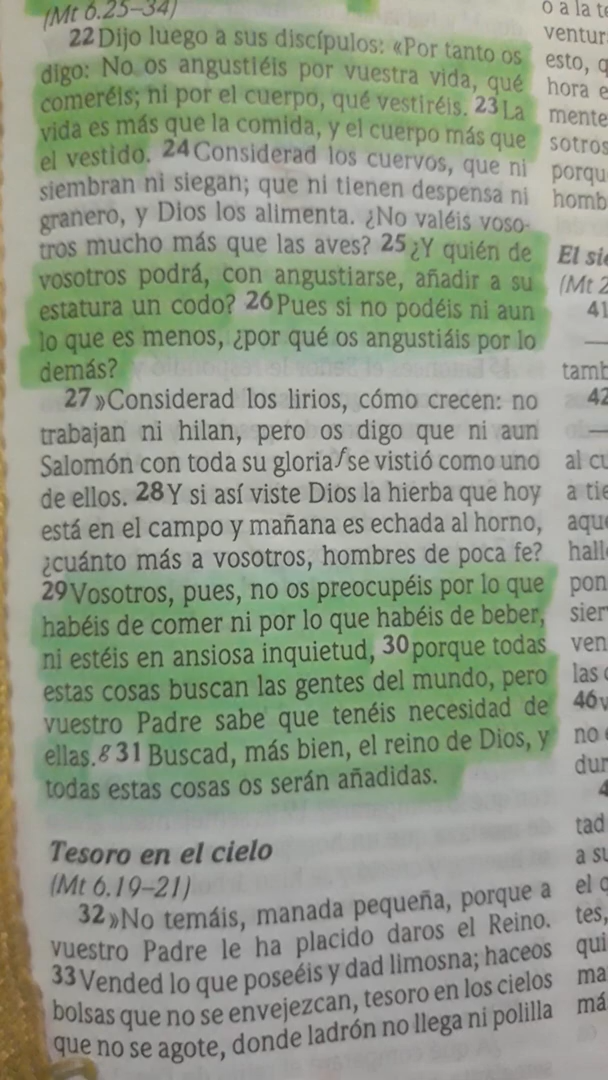 (Mt 6.25–34)
22 Dijo luego a sus discípulos: «Por tanto os
digo: No os angustiéis por vuestra vida, qué
comeréis; ni por el cuerpo, qué vestiréis. 23 La
vida es más que la comida, y el cuerpo más que
el vestido. 24 Considerad los cuervos, que ni
siembran ni siegan; que ni tienen despensa ni
granero, y Dios los alimenta. ¿No valéis voso-
tros mucho más que las aves? 25 ¿Y quién de
vosotros podrá, con angustiarse, añadir a su
estatura un codo? 26 Pues si no podéis ni aun
lo que es menos, ¿por qué os angustiáis por lo
demás?
27 »Considerad los lirios, cómo crecen: no
trabajan ni hilan, pero os digo que ni aun
Salomón con toda su gloria f se vistió como uno
de ellos. 28 Y si así viste Dios la hierba que hoy
está en el campo y mañana es echada al horno,
¿cuánto más a vosotros, hombres de poca fe?
29 Vosotros, pues, no os preocupéis por lo que
habéis de comer ni por lo que habéis de beber,
ni estéis en ansiosa inquietud, 30 porque todas
estas cosas buscan las gentes del mundo, pero
vuestro Padre sabe que tenéis necesidad de
ellas. g 31 Buscad, más bien, el reino de Dios, y
todas estas cosas os serán añadidas.
Tesoro en el cielo
(Mt 6.19–21)
32 »No temáis, manada pequeña, porque a
vuestro Padre le ha placido daros el Reino.
33 Vended lo que poseéis y dad limosna; haceos
bolsas que no se envejezcan, tesoro en los cielos
que no se agote, donde ladrón no llega ni polilla
o a la
esto,
hora
El
(Mt
41
42
a
las
46
no
a
el